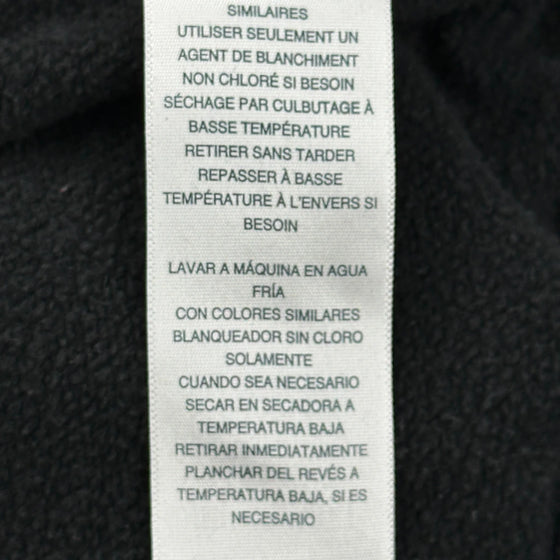 SIMILAIRES
UTILISER SEULEMENT UN
AGENT DE BLANCHIMENT
NON CHLORÉ SI BESOIN
SÉCHAGE PAR CULBUTAGE À
BASSE TEMPÉRATURE
RETIRER SANS TARDER
REPASSER À BASSE
TEMPÉRATURE À L'ENVERS SI
BESOIN
LAVAR A MÁQUINA EN AGUA
FRÍA
CON COLORES SIMILARES
BLANQUEADOR SIN CLORO
SOLAMENTE
CUANDO SEA NECESARIO
SECAR EN SECADORA A
TEMPERATURA BAJA
RETIRAR INMEDIATAMENTE
PLANCHAR DEL REVÉS A
TEMPERATURA BAJA, SI ES
NECESARIO